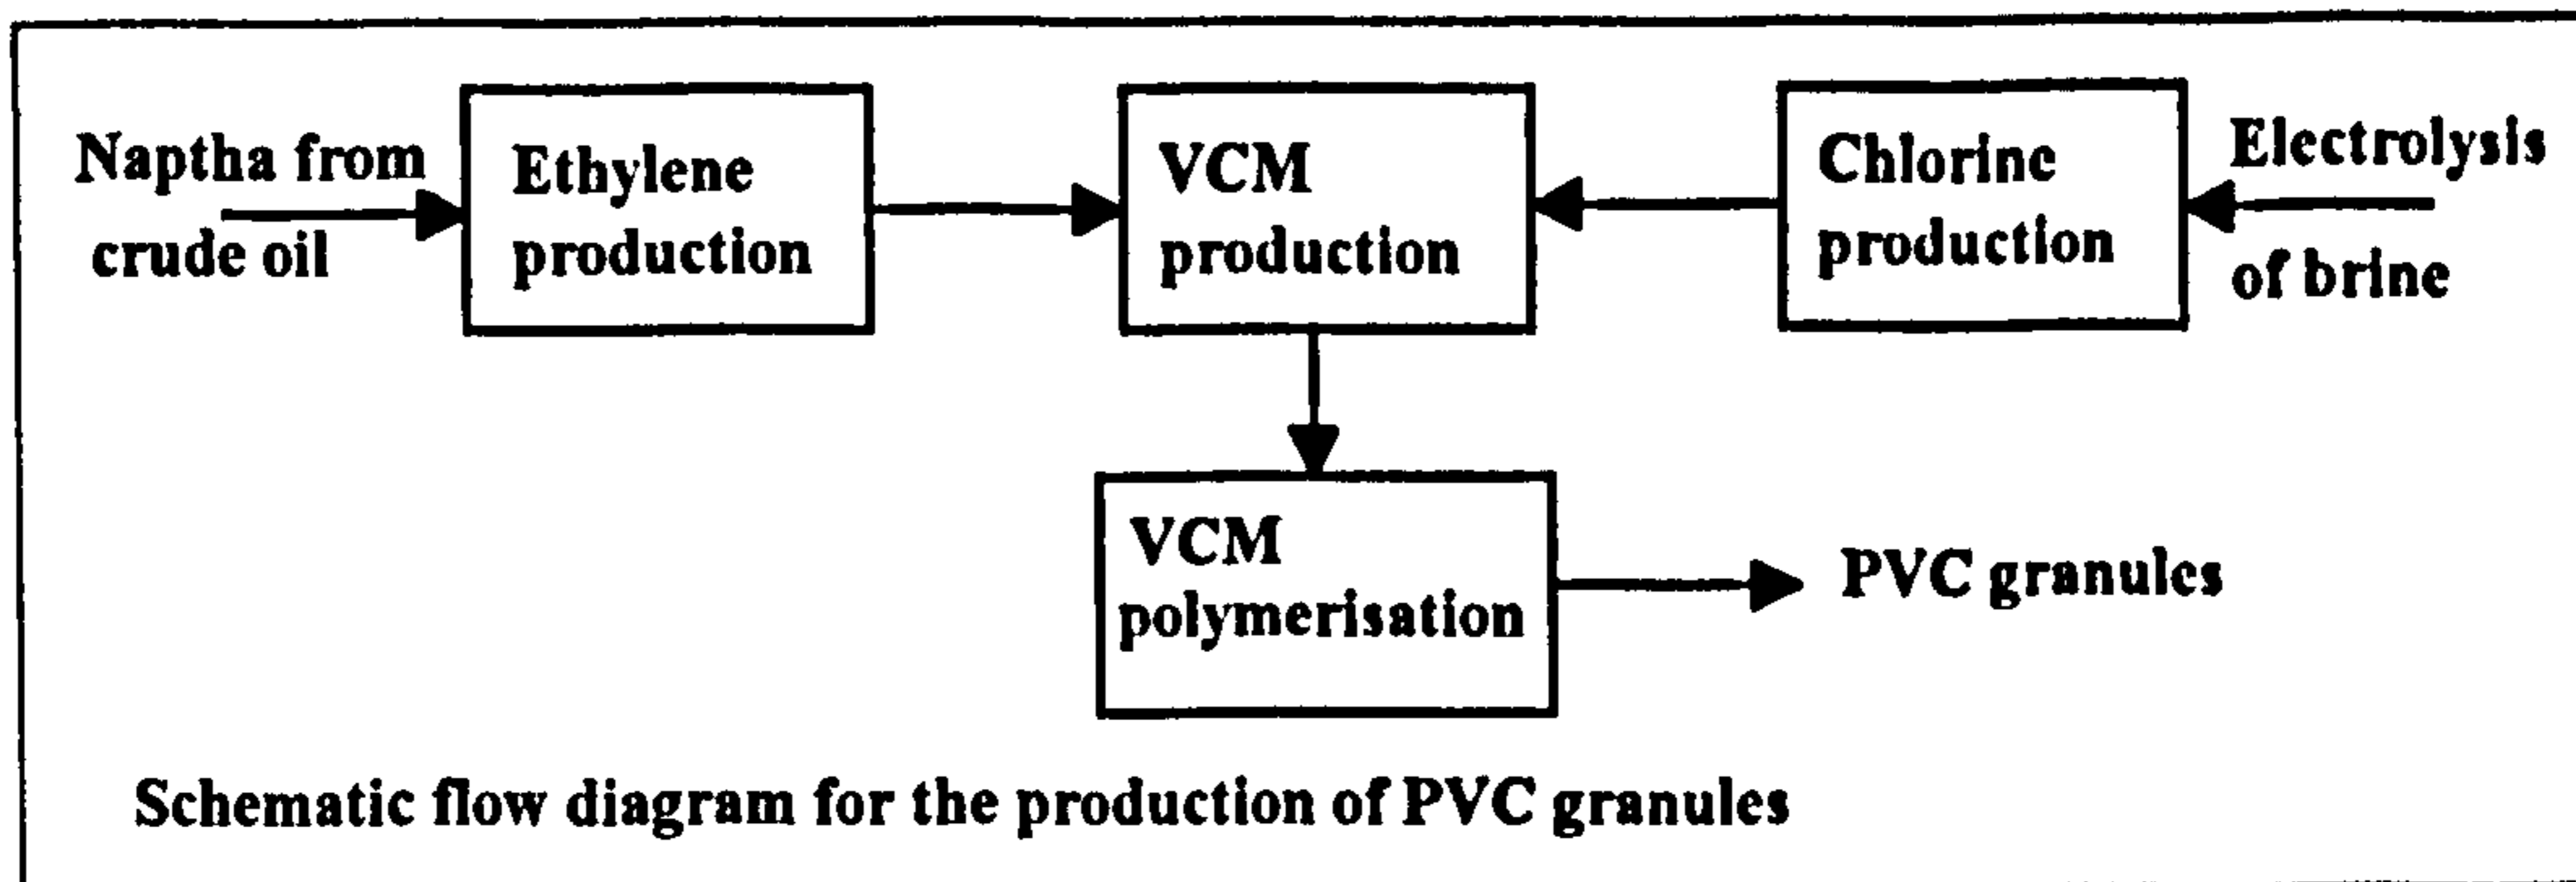 Naptha from
crude oil
Ethylene
production
VCM
production
Chlorine
production
Electrolysis
of brine
VCM
polymerisation
PVC granules
Schematic flow diagram for the production of PVC granules